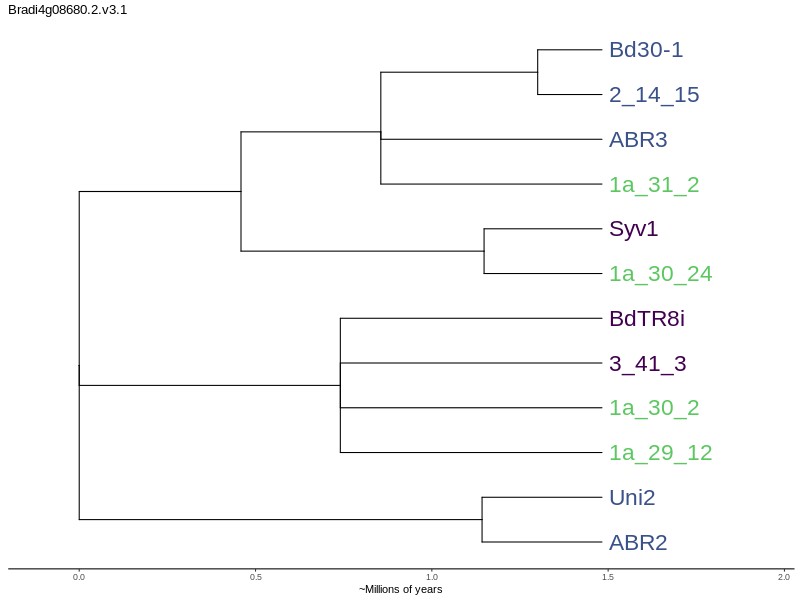 Bradi4g08680.2.v3.1
Bd30-1
2_14_15
ABR3
1a_31_2
Syv1
1a_30_24
BdTR8i
3_41_3
1a_30_2
1a_29_12
Uni2
ABR2
0.0 0.5 1.0 1.5 2.0
~Millions of years